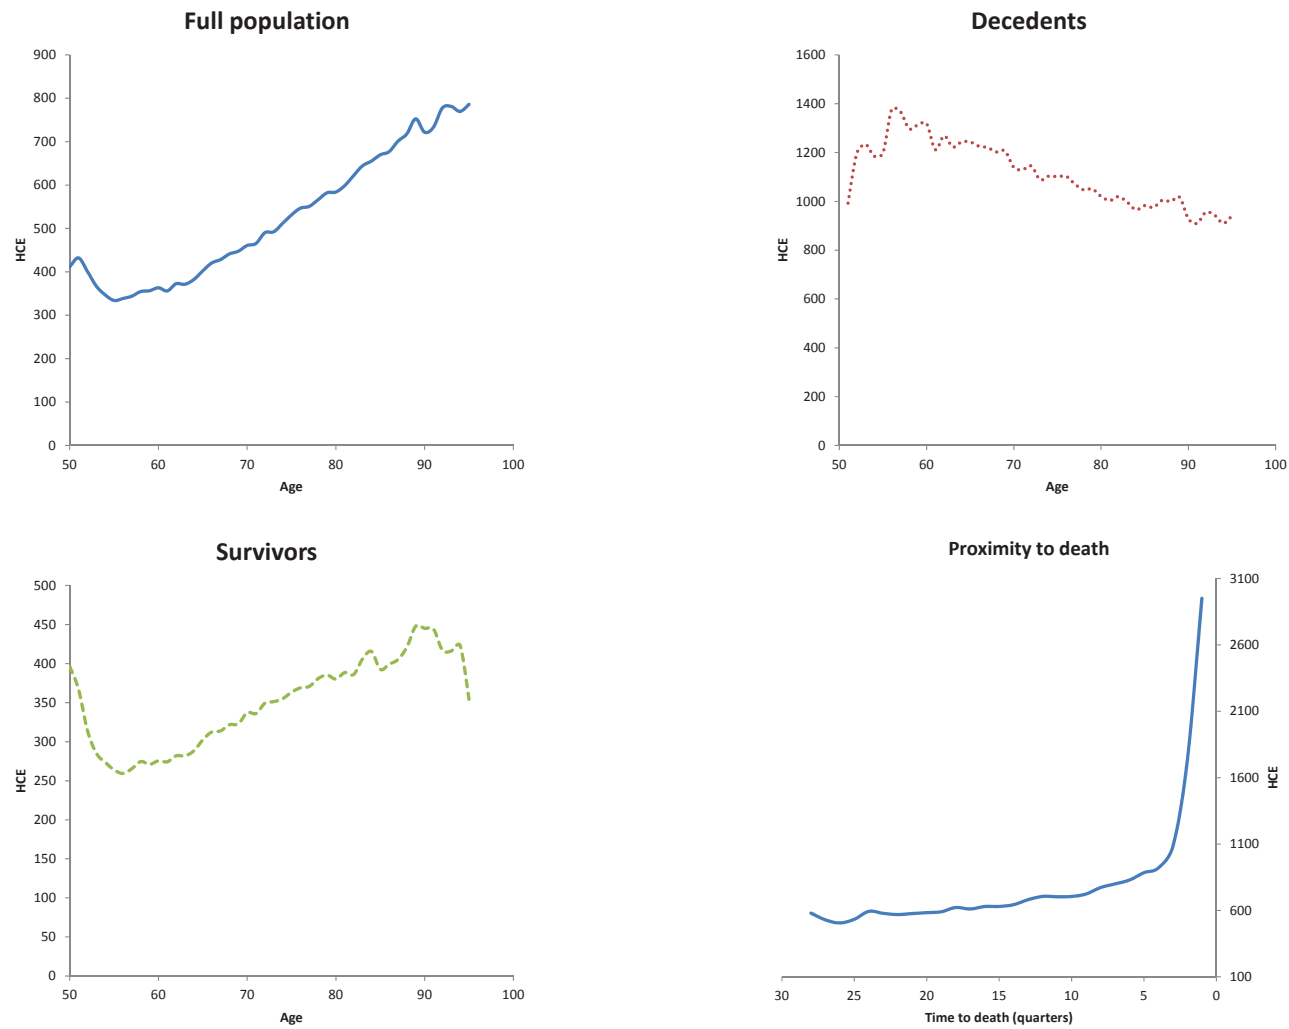 Full population
900
800
700
600
500
400
300
200
100
0
HCE
50 60 70 80 90 100
Age
Decedents
1600
1400
1200
1000
800
600
400
200
0
HCE
50 60 70 80 90 100
Age
Survivors
500
450
400
350
300
250
200
150
100
50
0
HCE
50 60 70 80 90 100
Age
Proximity to death
3100
2600
2100
1600
1100
600
100
HCE
30 25 20 15 10 5 0
Time to death (quarters)